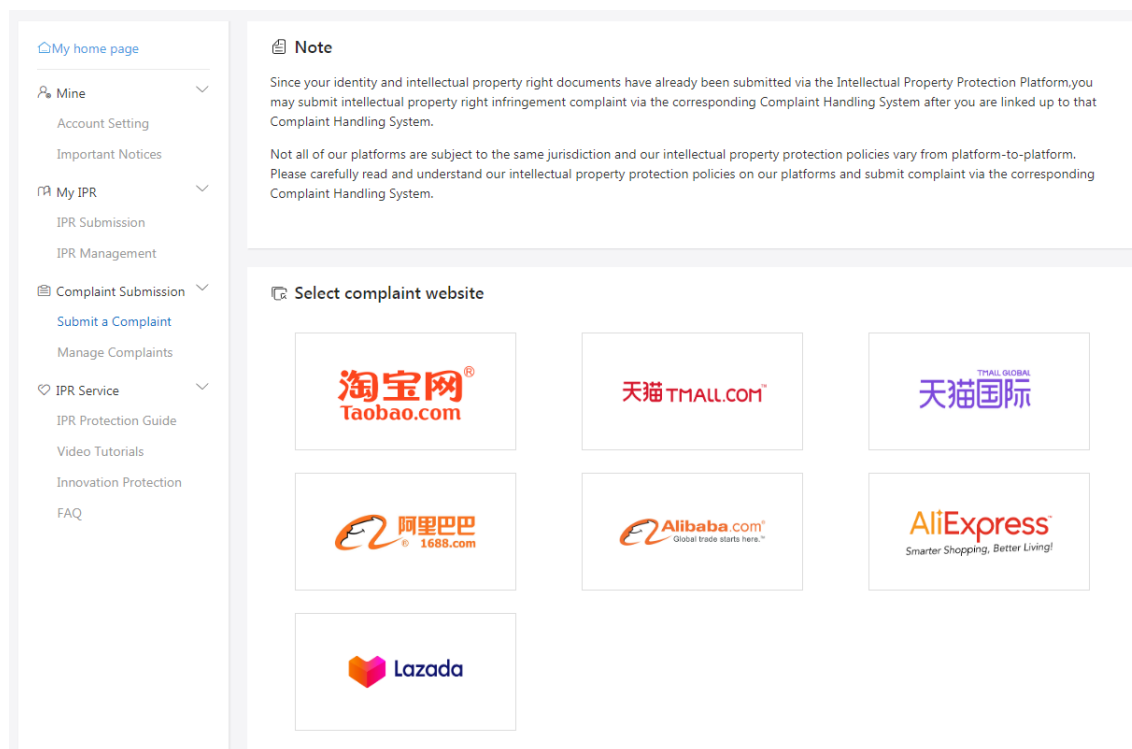 My home page
Mine
Account Setting
Important Notices
My IPR
IPR Submission
IPR Management
Complaint Submission
Submit a Complaint
Manage Complaints
IPR Service
IPR Protection Guide
Video Tutorials
Innovation Protection
FAQ
Note
Since your identity and intellectual property right documents have already been submitted via the Intellectual Property Protection Platform,you
may submit intellectual property right infringement complaint via the corresponding Complaint Handling System after you are linked up to that
Complaint Handling System.
Not all of our platforms are subject to the same jurisdiction and our intellectual property protection policies vary from platform-to-platform.
Please carefully read and understand our intellectual property protection policies on our platforms and submit complaint via the corresponding
Complaint Handling System.
Select complaint website
淘宝网®
Taobao.com
天猫 TMALL.COM™
TMALL GLOBAL
天猫国际
阿里巴巴
® 1688.com
Alibaba.com®
Global trade starts here.™
AliExpress™
Smarter Shopping, Better Living!
Lazada